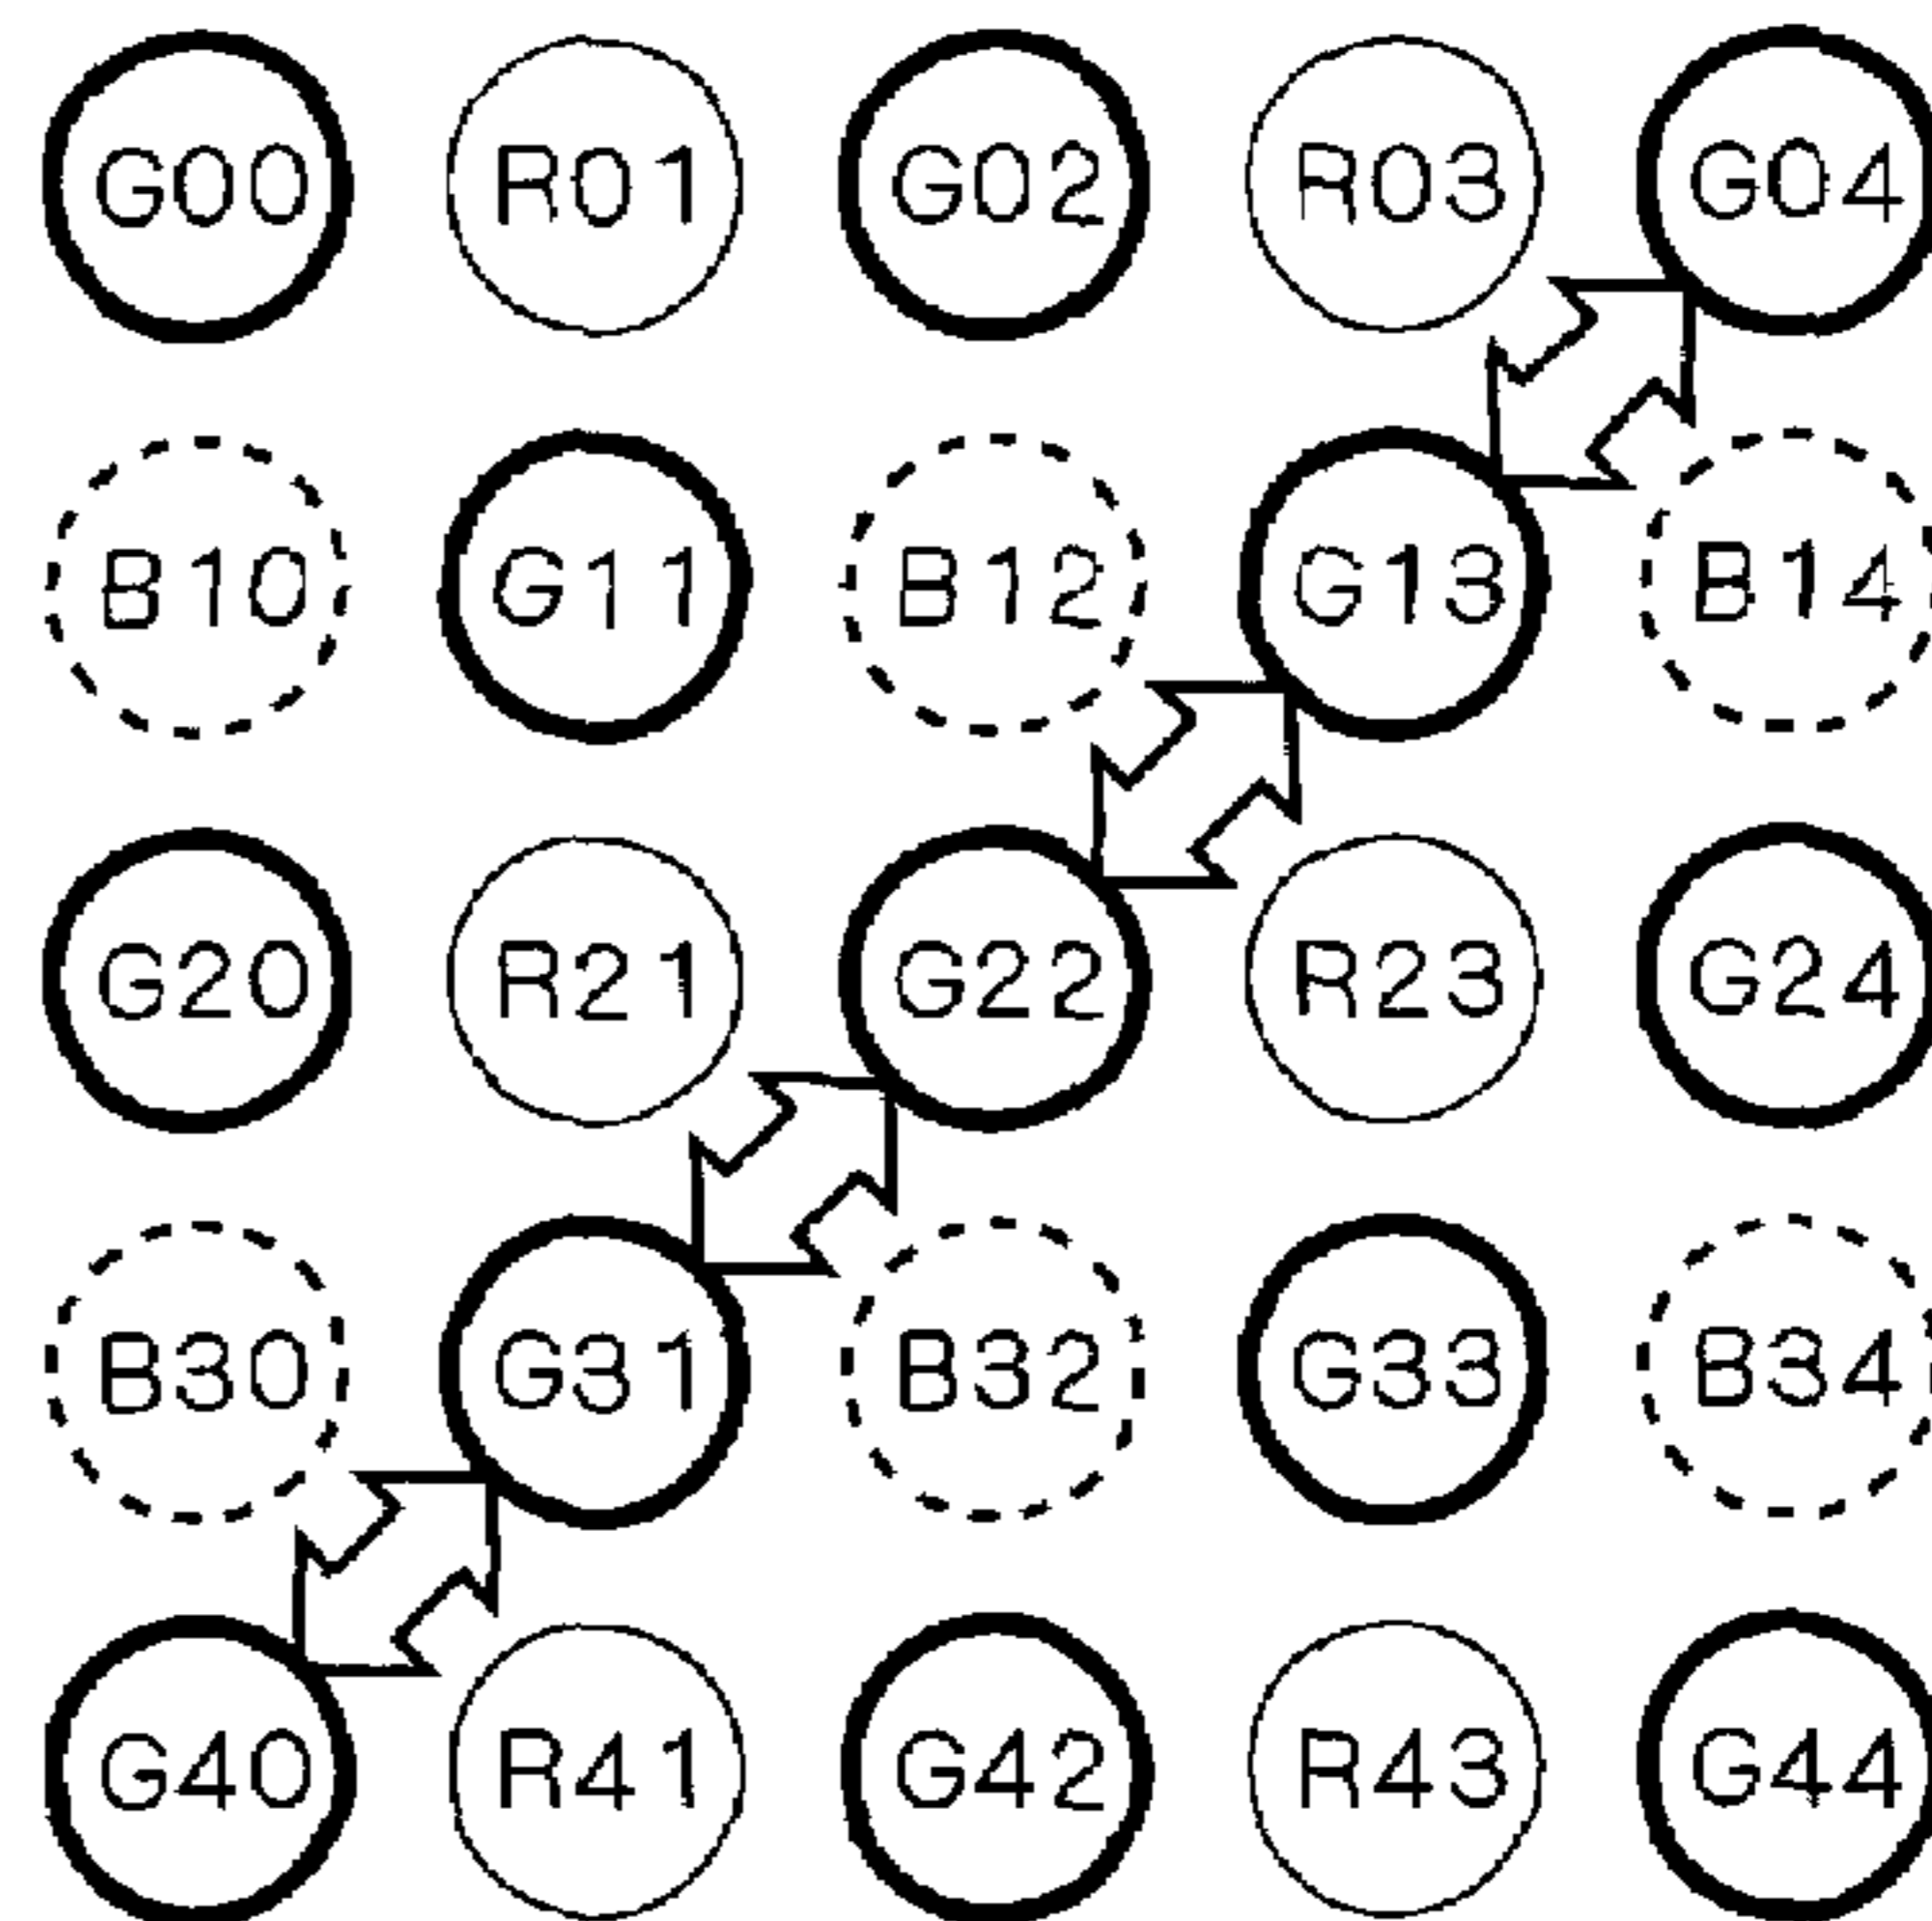 G00 R01 G02 R03 G04
B10 G11 B12 G13 B14
G20 R21 G22 R23 G24
B30 G31 B32 G33 B34
G40 R41 G42 R43 G44